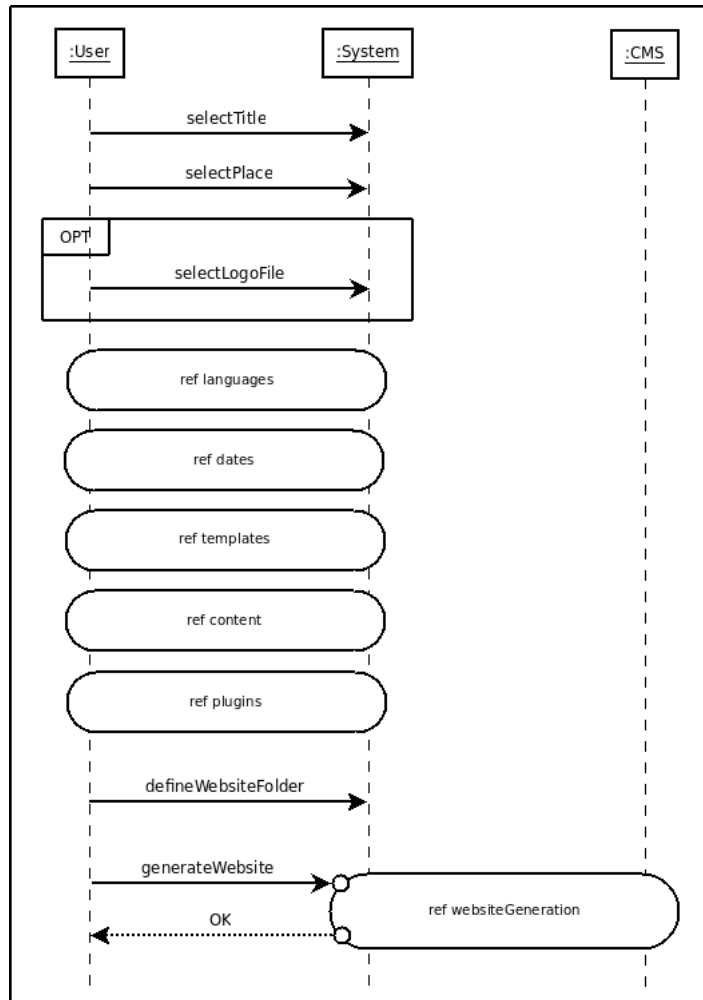 :User
:System
:CMS
selectTitle
selectPlace
OPT
selectLogoFile
ref languages
ref dates
ref templates
ref content
ref plugins
defineWebsiteFolder
generateWebsite
ref websiteGeneration
OK